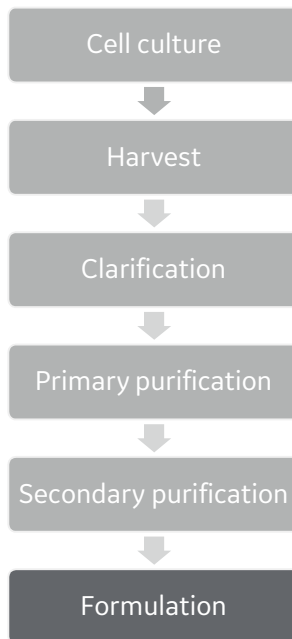 Cell culture
Harvest
Clarification
Primary purification
Secondary purification
Formulation